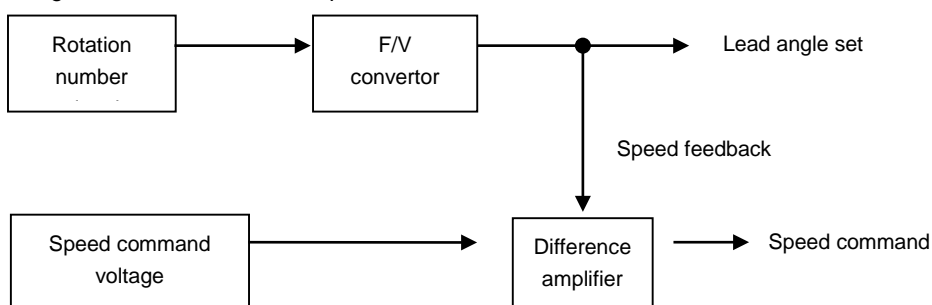 Rotation
number
F/V
convertor
Lead angle set
Speed feedback
Speed command
voltage
Difference
amplifier
Speed command